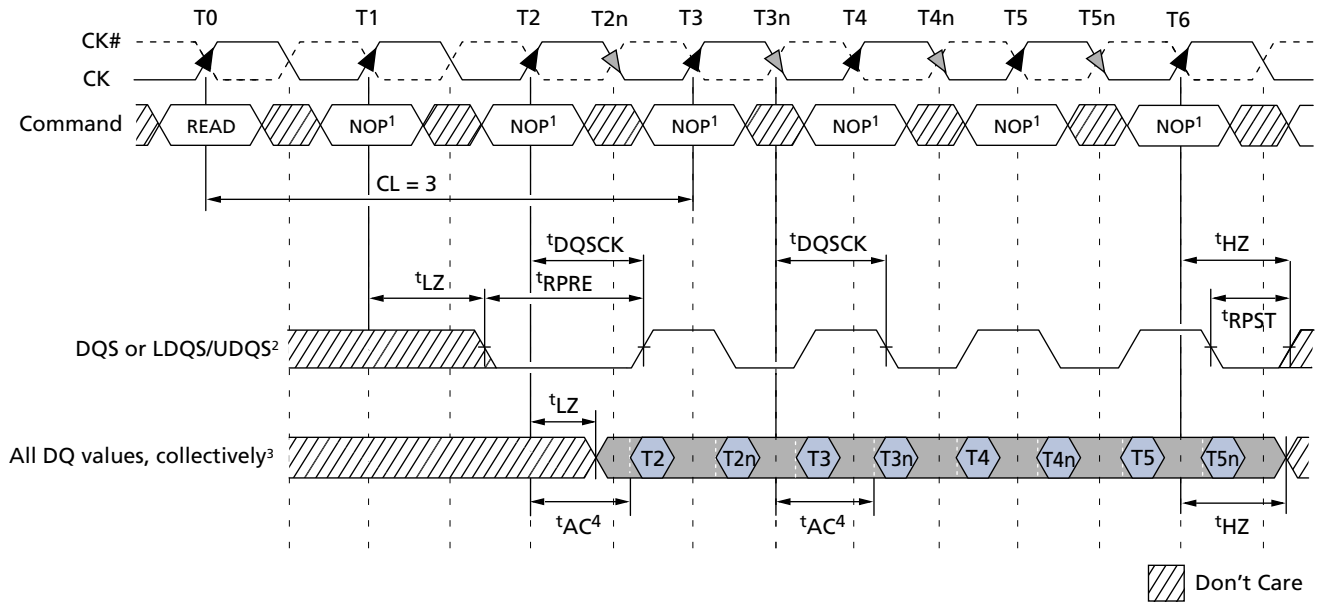 T0 T1 T2 T2n T3 T3n T4 T4n T5 T5n T6
CK#
CK
Command READ NOP¹ NOP¹ NOP¹ NOP¹ NOP¹ NOP¹
CL = 3
tDQSCK tDQSCK tHZ
tLZ tRPRE
tRPST
DQS or LDQS/UDQS²
tLZ
All DQ values, collectively³ T2 T2n T3 T3n T4 T4n T5 T5n
tAC⁴ tAC⁴ tHZ
Don't Care